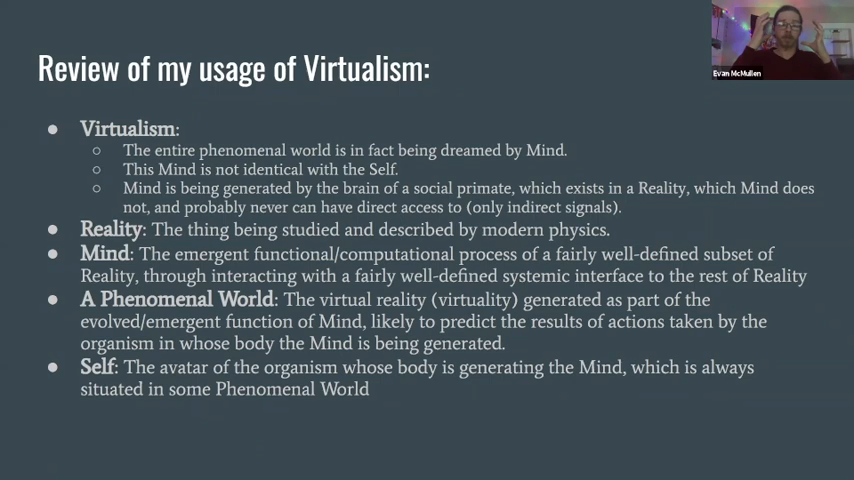 Review of my usage of Virtualism:
Evan McMullen
● Virtualism:
○ The entire phenomenal world is in fact being dreamed by Mind.
○ This Mind is not identical with the Self.
○ Mind is being generated by the brain of a social primate, which exists in a Reality, which Mind does
not, and probably never can have direct access to (only indirect signals).
● Reality: The thing being studied and described by modern physics.
● Mind: The emergent functional/computational process of a fairly well-defined subset of
Reality, through interacting with a fairly well-defined systemic interface to the rest of Reality
● A Phenomenal World: The virtual reality (virtuality) generated as part of the
evolved/emergent function of Mind, likely to predict the results of actions taken by the
organism in whose body the Mind is being generated.
● Self: The avatar of the organism whose body is generating the Mind, which is always
situated in some Phenomenal World